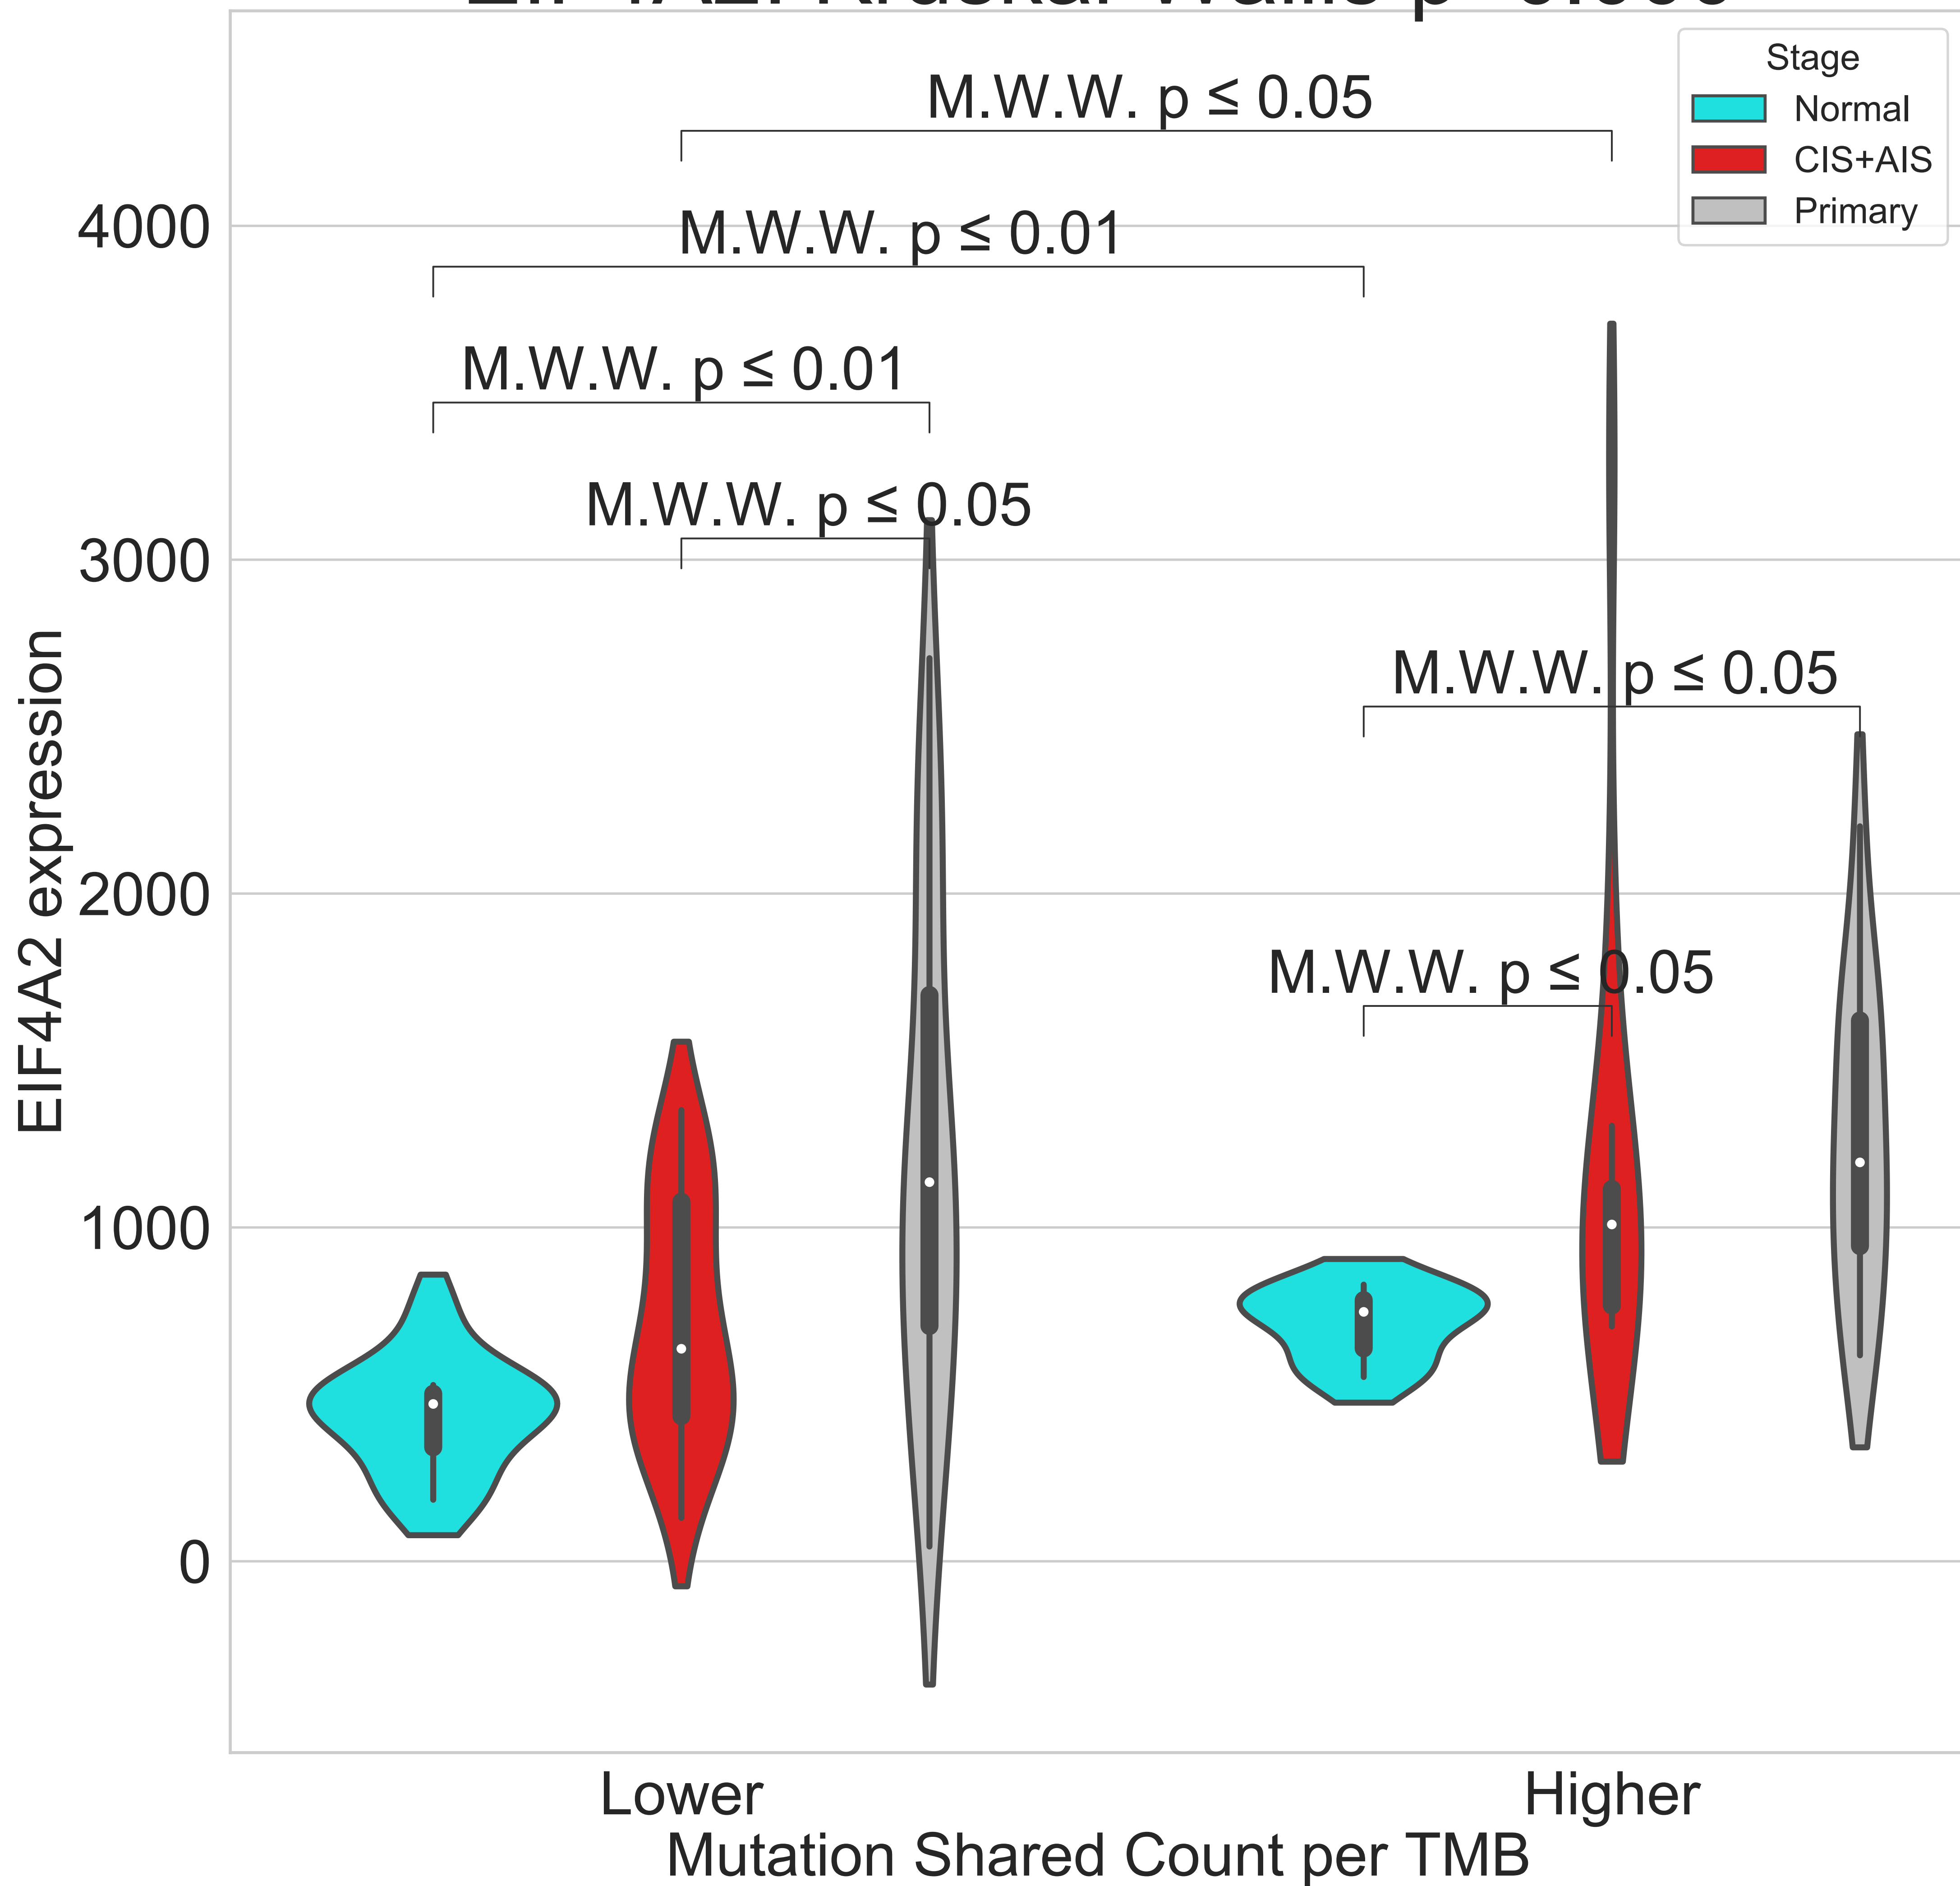 Stage
Normal
CIS+AIS
Primary
M.W.W. p ≤ 0.05
M.W.W. p ≤ 0.01
M.W.W. p ≤ 0.01
M.W.W. p ≤ 0.05
M.W.W. p ≤ 0.05
M.W.W. p ≤ 0.05
EIF4A2 expression
4000
3000
2000
1000
0
Lower
Higher
Mutation Shared Count per TMB